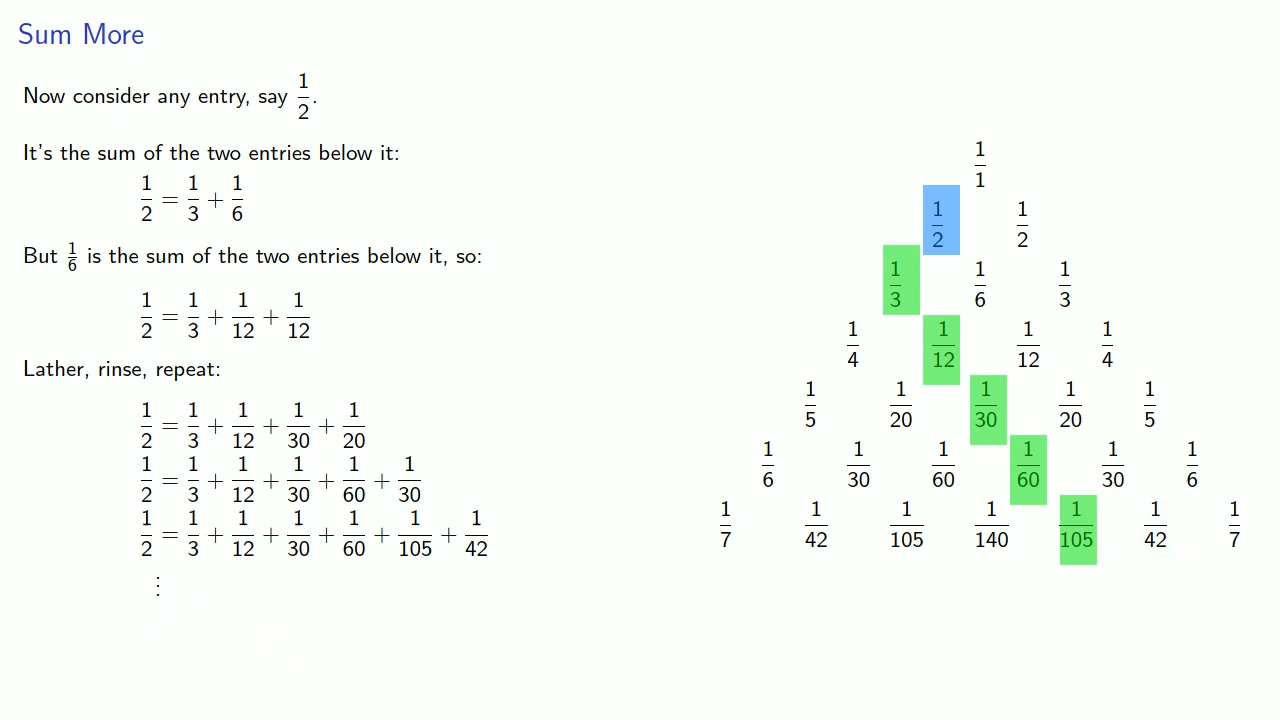 Sum More
Now consider any entry, say 1/2.
It's the sum of the two entries below it:
1/2 = 1/3 + 1/6
But 1/6 is the sum of the two entries below it, so:
1/2 = 1/3 + 1/12 + 1/12
Lather, rinse, repeat:
1/2 = 1/3 + 1/12 + 1/30 + 1/20
1/2 = 1/3 + 1/12 + 1/30 + 1/60 + 1/30
1/2 = 1/3 + 1/12 + 1/30 + 1/60 + 1/105 + 1/42
⋮
1/1
1/2 1/2
1/3 1/6 1/3
1/4 1/12 1/12 1/4
1/5 1/20 1/30 1/20 1/5
1/6 1/30 1/60 1/60 1/30 1/6
1/7 1/42 1/105 1/140 1/105 1/42 1/7